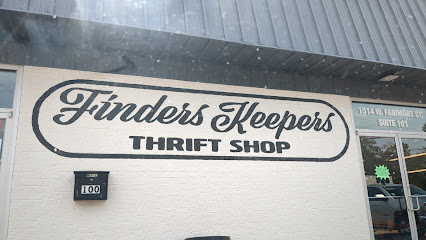 Finders Keepers
THRIFT SHOP
1514 W. FAIRMONT ST.
SUITE 101
100